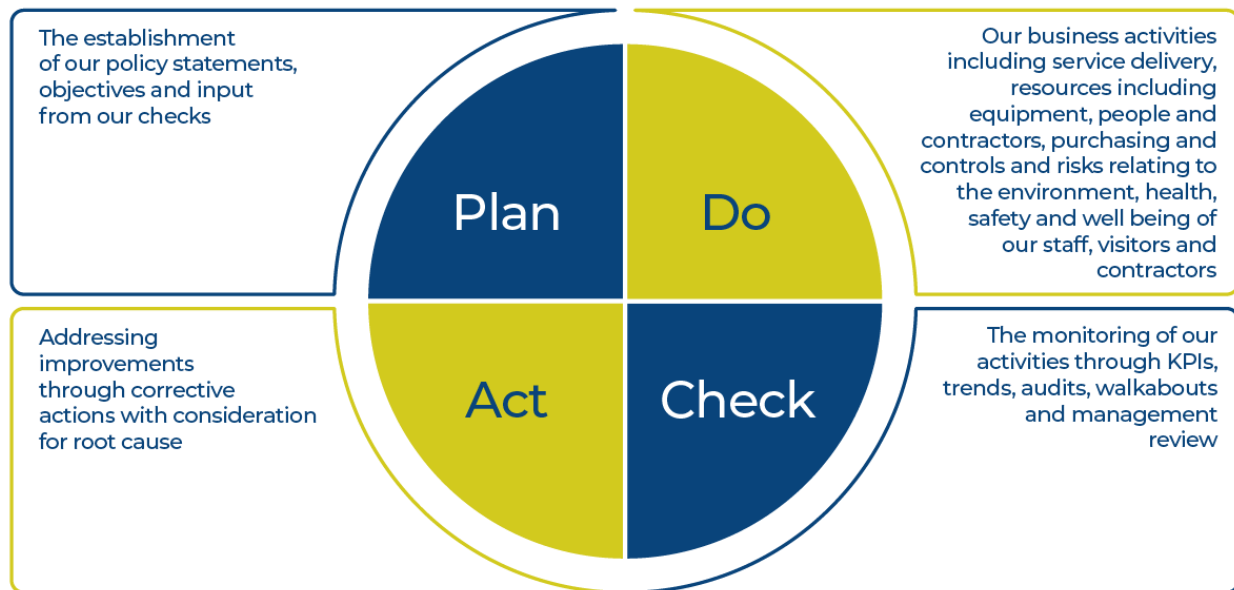 The establishment
of our policy statements,
objectives and input
from our checks
Plan
Do
Our business activities
including service delivery,
resources including
equipment, people and
contractors, purchasing and
controls and risks relating to
the environment, health,
safety and well being of
our staff, visitors and
contractors
Addressing
improvements
through corrective
actions with consideration
for root cause
Act
Check
The monitoring of our
activities through KPIs,
trends, audits, walkabouts
and management
review